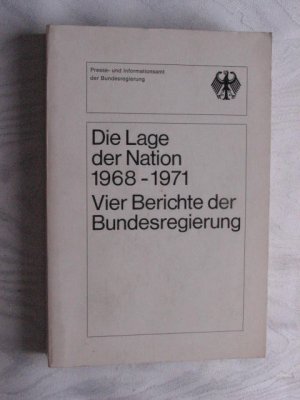 Presse- und Informationsamt
der Bundesregierung
Die Lage
der Nation
1968-1971
Vier Berichte der
Bundesregierung